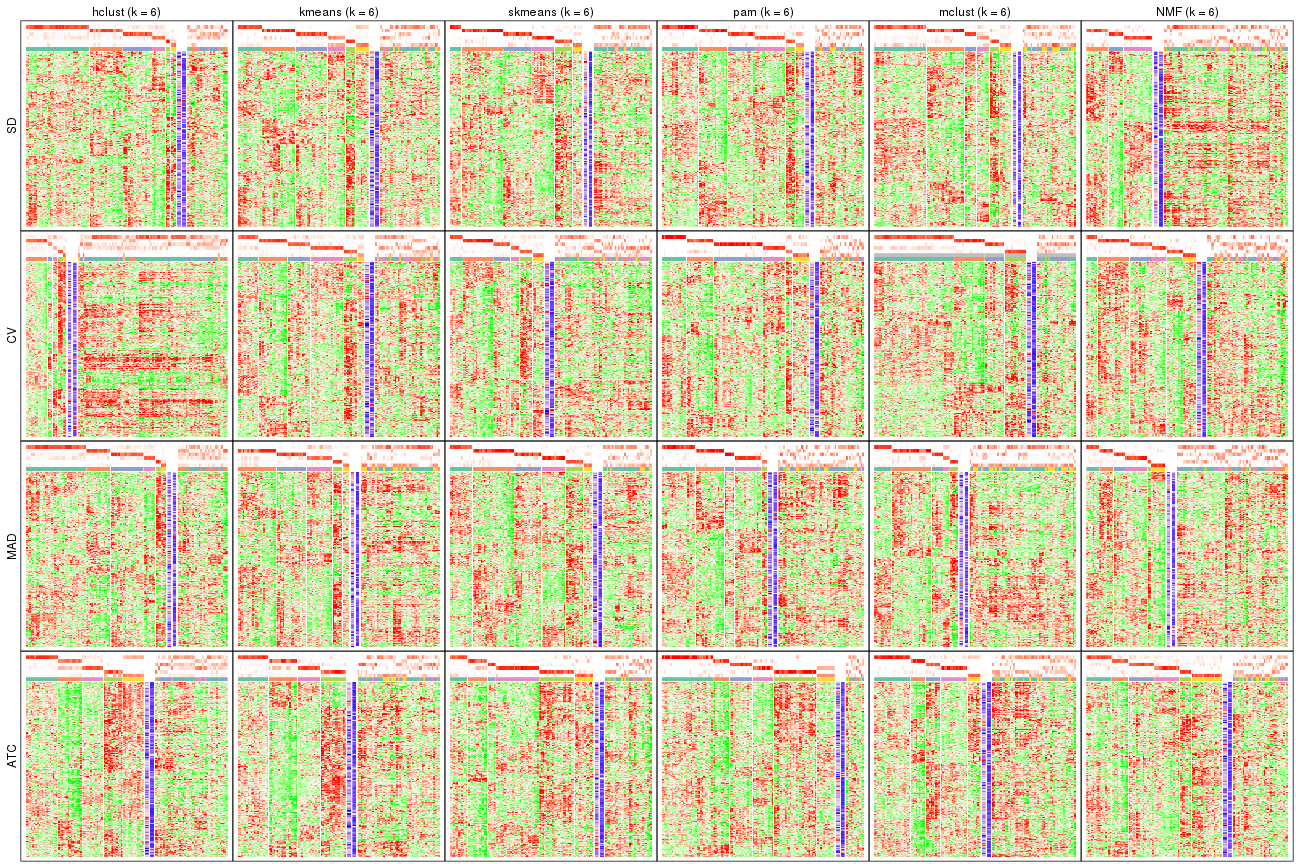 hclust (k = 6) kmeans (k = 6) skmeans (k = 6) pam (k = 6) mclust (k = 6) NMF (k = 6)
SD
CV
MAD
ATC